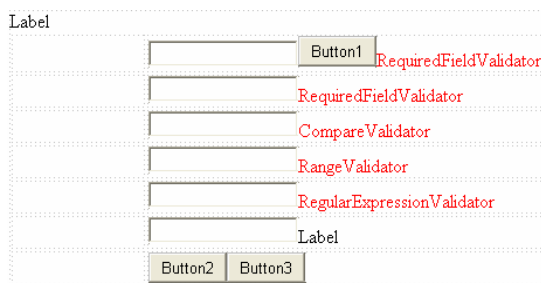 Label
Button1 RequiredFieldValidator
RequiredFieldValidator
CompareValidator
RangeValidator
RegularExpressionValidator
Label
Button2 Button3